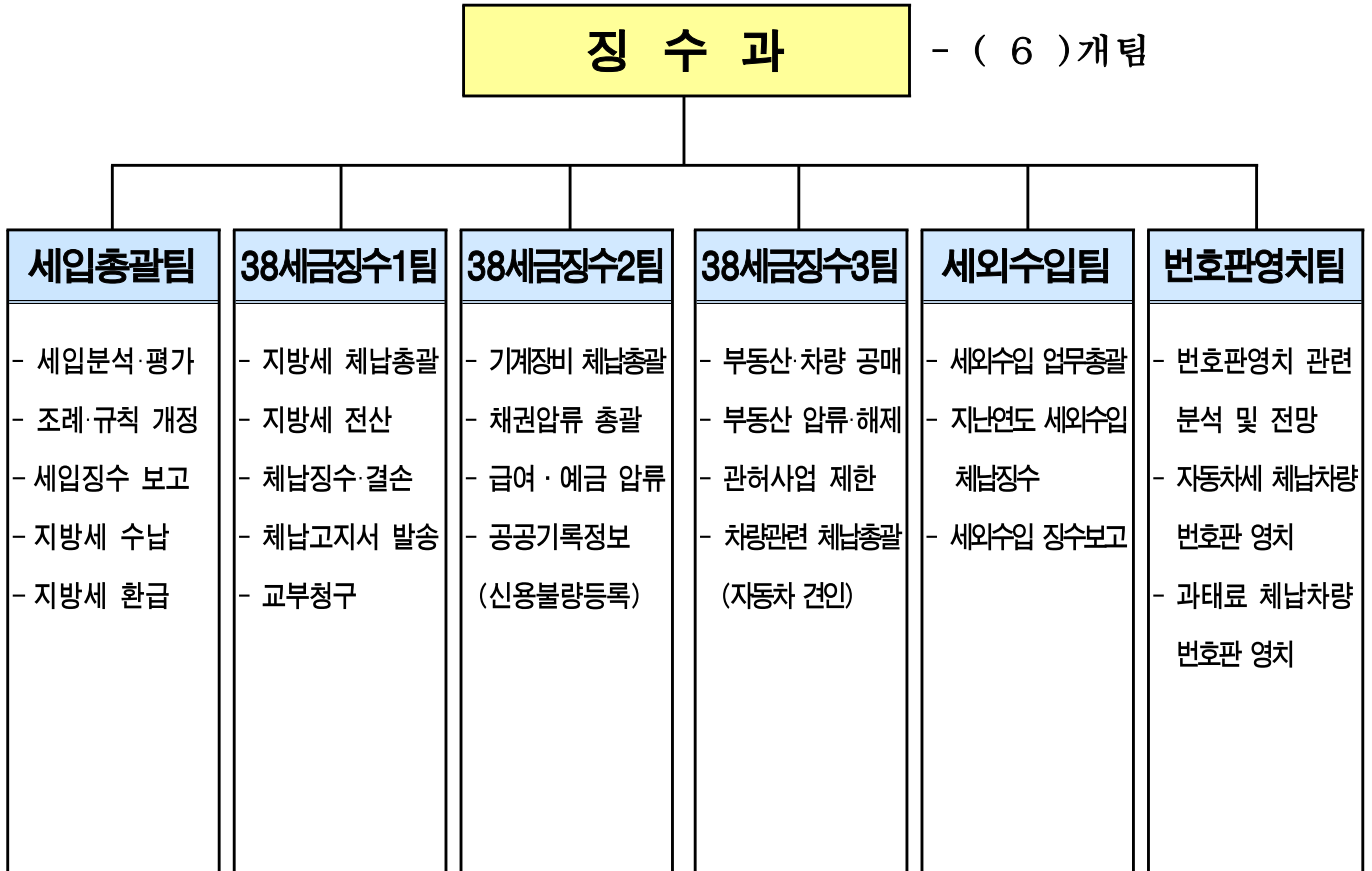 징 수 과
- ( 6 )개팀
세입총괄팀
- 세입분석·평가
- 조례·규칙 개정
- 세입징수 보고
- 지방세 수납
- 지방세 환급
38세금징수1팀
- 지방세 체납총괄
- 지방세 전산
- 체납징수·결손
- 체납고지서 발송
- 교부청구
38세금징수2팀
- 기계장비 체납총괄
- 채권압류 총괄
- 급여·예금 압류
- 공공기록정보
(신용불량등록)
38세금징수3팀
- 부동산·차량 공매
- 부동산 압류·해제
- 관허사업 제한
- 차량관련 체납총괄
(자동차 견인)
세외수입팀
- 세외수입 업무총괄
- 지난연도 세외수입
체납징수
- 세외수입 징수보고
번호판영치팀
- 번호판영치 관련
분석 및 전망
- 자동차세 체납차량
번호판 영치
- 과태료 체납차량
번호판 영치